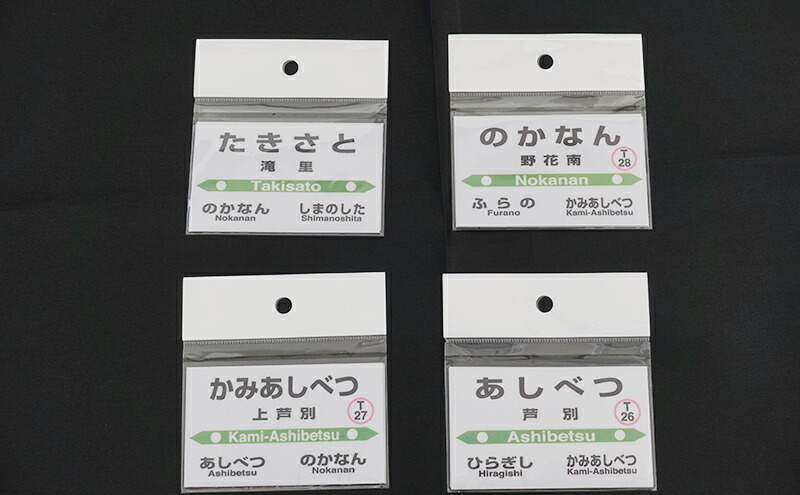 たきさと
滝里
Takisato
のかなん しまのした
Nokanan Shimanoshita
のかなん
野花南
T
28
Nokanan
ふらの かみあしべつ
Furano Kami-Ashibetsu
かみあしべつ
上芦別
T
27
Kami-Ashibetsu
あしべつ のかなん
Ashibetsu Nokanan
あしべつ
芦別
T
26
Ashibetsu
ひらぎし かみあしべつ
Hiragishi Kami-Ashibetsu